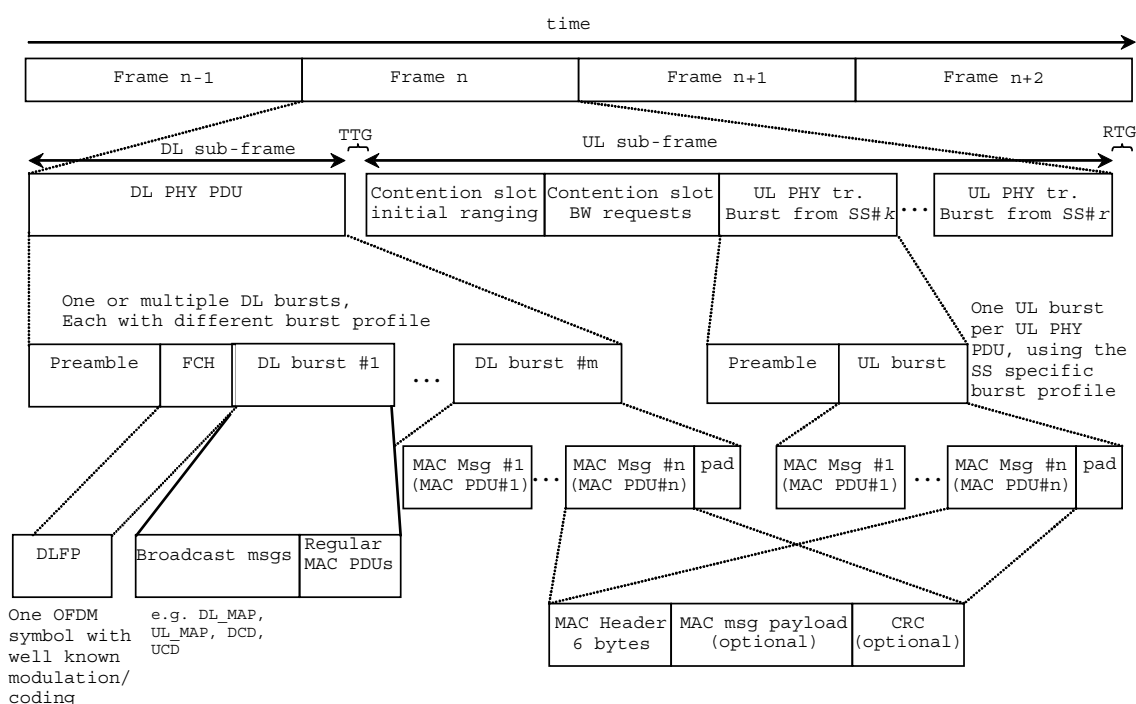 time
Frame n-1
Frame n
Frame n+1
Frame n+2
DL sub-frame
TTG
UL sub-frame
RTG
DL PHY PDU
Contention slot
initial ranging
Contention slot
BW requests
UL PHY tr.
Burst from SS#k
...
UL PHY tr.
Burst from SS#r
One or multiple DL bursts,
Each with different burst profile
One UL burst
per UL PHY
PDU, using the
SS specific
burst profile
Preamble
FCH
DL burst #1
...
DL burst #m
Preamble
UL burst
MAC Msg #1
(MAC PDU#1)
...
MAC Msg #n
(MAC PDU#n)
pad
MAC Msg #1
(MAC PDU#1)
...
MAC Msg #n
(MAC PDU#n)
pad
DLFP
Broadcast msgs
Regular
MAC PDUs
One OFDM
symbol with
well known
modulation/
coding
e.g. DL_MAP,
UL_MAP, DCD,
UCD
MAC Header
6 bytes
MAC msg payload
(optional)
CRC
(optional)